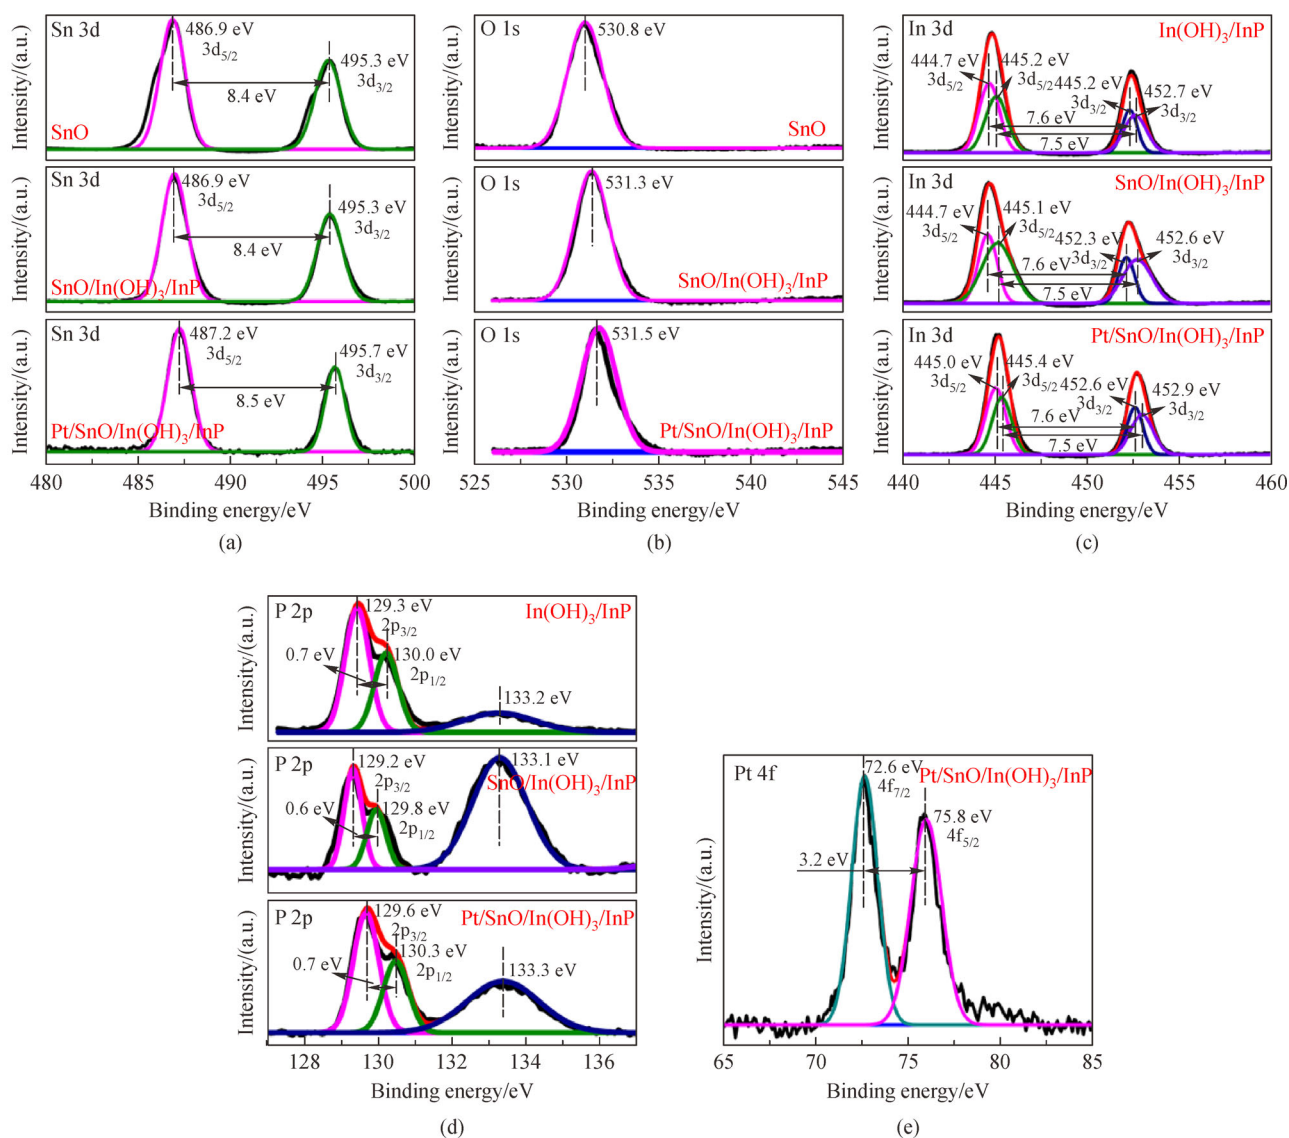 Intensity/(a.u.)
Sn 3d
486.9 eV
3d5/2
495.3 eV
3d3/2
8.4 eV
SnO
Intensity/(a.u.)
Sn 3d
486.9 eV
3d5/2
495.3 eV
3d3/2
8.4 eV
SnO/In(OH)3/InP
Intensity/(a.u.)
Sn 3d
487.2 eV
3d5/2
495.7 eV
3d3/2
8.5 eV
Pt/SnO/In(OH)3/InP
480 485 490 495 500
Binding energy/eV
(a)
Intensity/(a.u.)
O 1s
530.8 eV
SnO
Intensity/(a.u.)
O 1s
531.3 eV
SnO/In(OH)3/InP
Intensity/(a.u.)
O 1s
531.5 eV
Pt/SnO/In(OH)3/InP
525 530 535 540 545
Binding energy/eV
(b)
Intensity/(a.u.)
In 3d
In(OH)3/InP
444.7 eV
3d5/2
445.2 eV
3d5/2
445.2 eV
3d3/2
452.7 eV
3d3/2
7.6 eV
7.5 eV
Intensity/(a.u.)
In 3d
SnO/In(OH)3/InP
444.7 eV
3d5/2
445.1 eV
3d5/2
452.3 eV
3d3/2
452.6 eV
3d3/2
7.6 eV
7.5 eV
Intensity/(a.u.)
In 3d
Pt/SnO/In(OH)3/InP
445.0 eV
3d5/2
445.4 eV
3d5/2
452.6 eV
3d3/2
452.9 eV
3d3/2
7.6 eV
7.5 eV
440 445 450 455 460
Binding energy/eV
(c)
Intensity/(a.u.)
P 2p
129.3 eV
2p3/2
In(OH)3/InP
0.7 eV
130.0 eV
2p1/2
133.2 eV
Intensity/(a.u.)
P 2p
129.2 eV
2p3/2
133.1 eV
SnO/In(OH)3/InP
0.6 eV
129.8 eV
2p1/2
Intensity/(a.u.)
P 2p
129.6 eV
2p3/2
Pt/SnO/In(OH)3/InP
0.7 eV
130.3 eV
2p1/2
133.3 eV
128 130 132 134 136
Binding energy/eV
(d)
Intensity/(a.u.)
Pt 4f
72.6 eV
4f7/2
Pt/SnO/In(OH)3/InP
75.8 eV
4f5/2
3.2 eV
65 70 75 80 85
Binding energy/eV
(e)